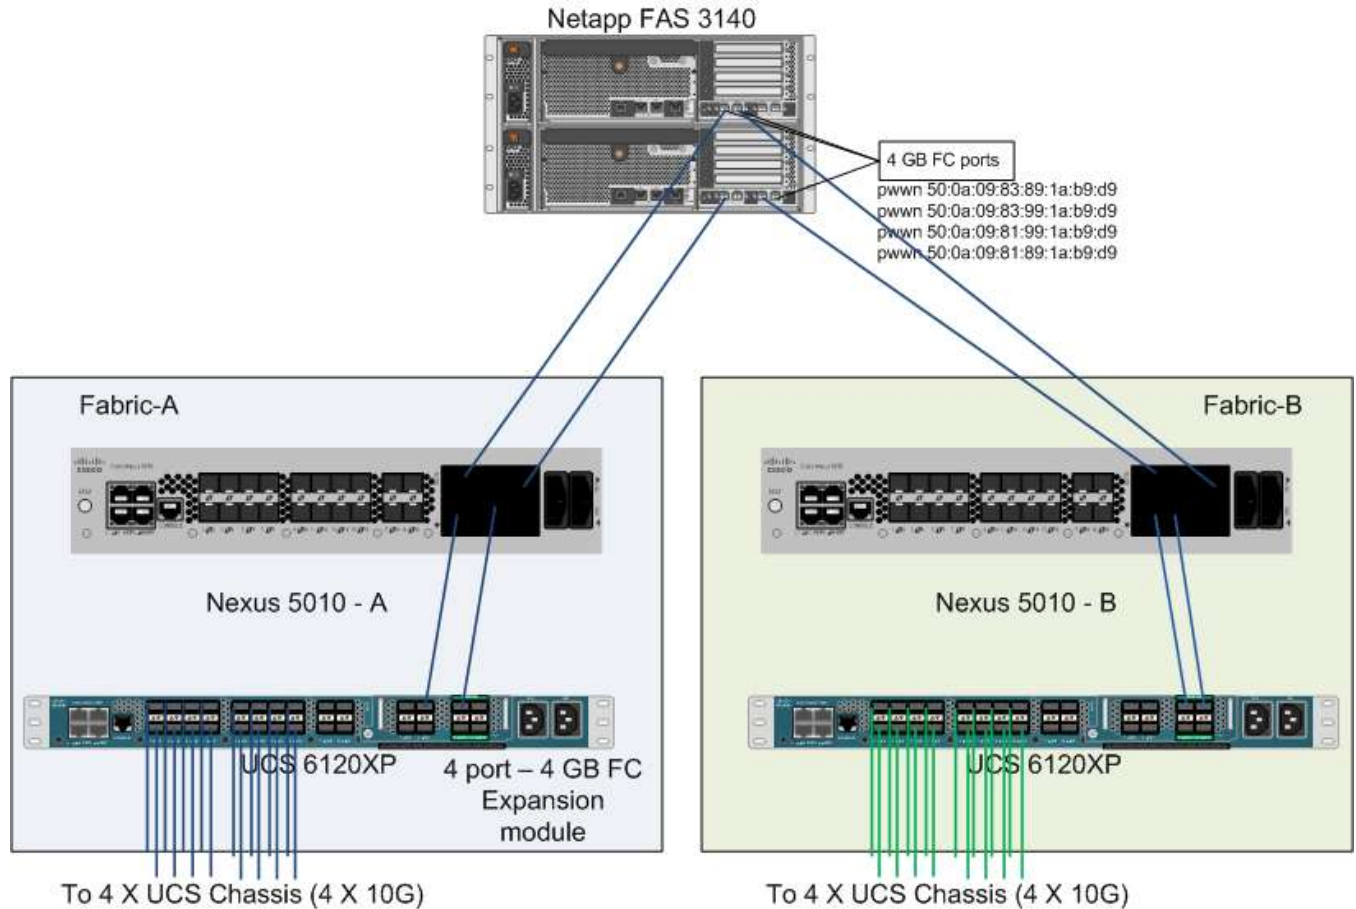 Netapp FAS 3140
4 GB FC ports
pwwn 50:0a:09:83:89:1a:b9:d9
pwwn 50:0a:09:83:99:1a:b9:d9
pwwn 50:0a:09:81:99:1a:b9:d9
pwwn 50:0a:09:81:89:1a:b9:d9
Fabric-A
Fabric-B
Nexus 5010 - A
Nexus 5010 - B
UCS 6120XP
4 port – 4 GB FC
Expansion
module
UCS 6120XP
To 4 X UCS Chassis (4 X 10G)
To 4 X UCS Chassis (4 X 10G)